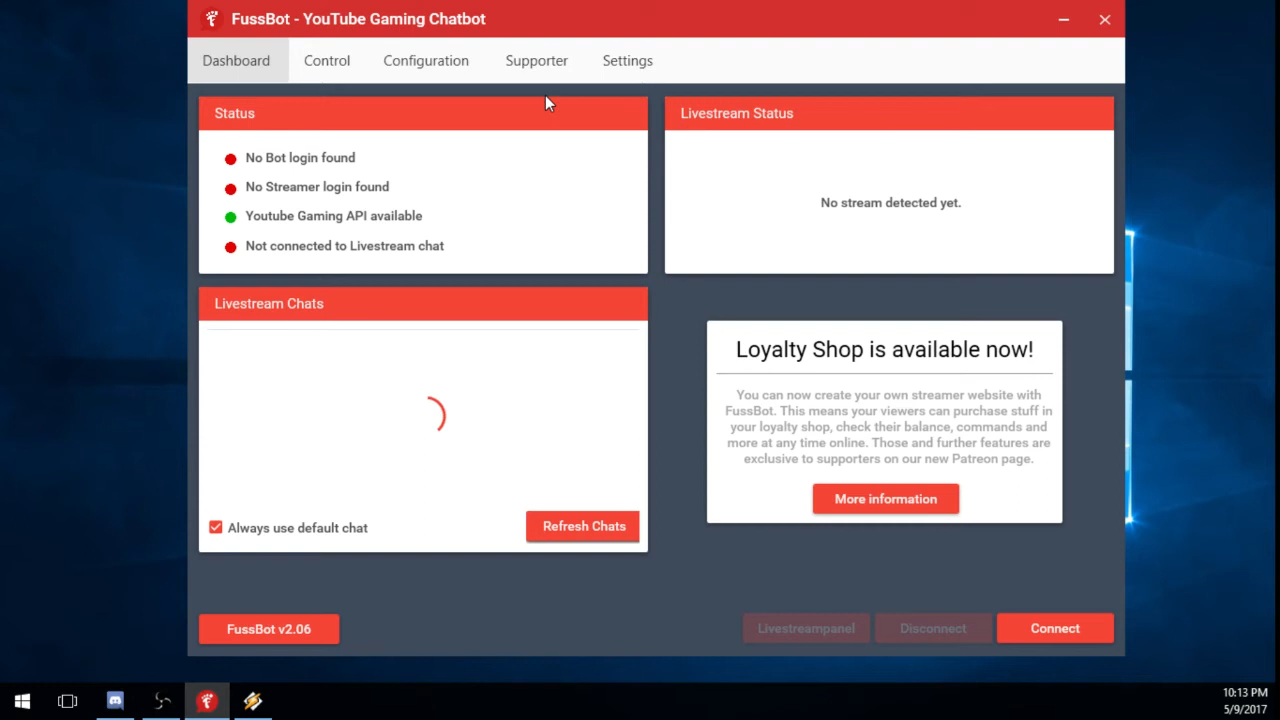 FussBot - YouTube Gaming Chatbot
Dashboard
Control
Configuration
Supporter
Settings
Status
No Bot login found
No Streamer login found
Youtube Gaming API available
Not connected to Livestream chat
Livestream Status
No stream detected yet.
Livestream Chats
Always use default chat
Refresh Chats
Loyalty Shop is available now!
You can now create your own streamer website with
FussBot. This means your viewers can purchase stuff in
your loyalty shop, check their balance, commands and
more at any time online. Those and further features are
exclusive to supporters on our new Patreon page.
More information
FussBot v2.06
Livestreampanel
Disconnect
Connect
10:13 PM
5/9/2017